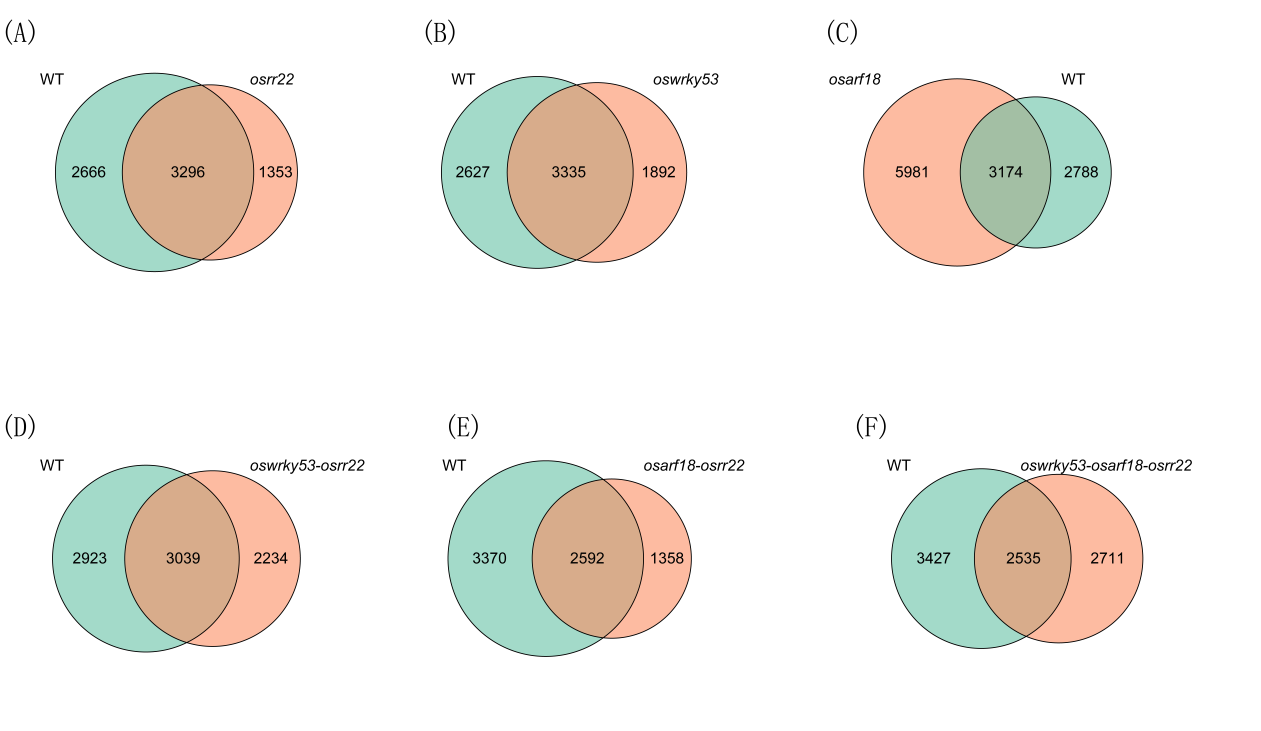 (A)
(B)
(C)
WT
osrr22
WT
oswrky53
osarf18
WT
2666
3296
1353
2627
3335
1892
5981
3174
2788
(D)
(E)
(F)
WT
oswrky53-osrr22
WT
osarf18-osrr22
WT
oswrky53-osarf18-osrr22
2923
3039
2234
3370
2592
1358
3427
2535
2711